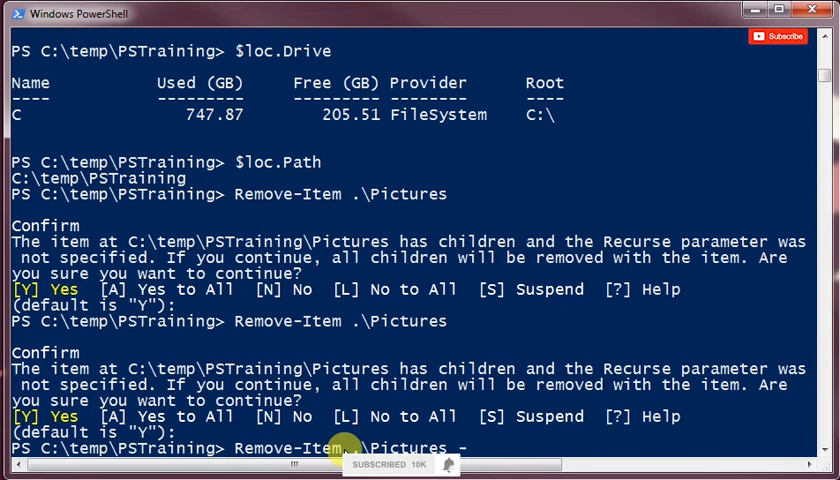 Windows PowerShell
Subscribe
PS C:\temp\PSTraining> $loc.Drive
Name Used (GB) Free (GB) Provider Root
---- --------- --------- -------- ----
C 747.87 205.51 FileSystem C:\
PS C:\temp\PSTraining> $loc.Path
C:\temp\PSTraining
PS C:\temp\PSTraining> Remove-Item .\Pictures
Confirm
The item at C:\temp\PSTraining\Pictures has children and the Recurse parameter was
not specified. If you continue, all children will be removed with the item. Are
you sure you want to continue?
[Y] Yes [A] Yes to All [N] No [L] No to All [S] Suspend [?] Help
(default is "Y"):
PS C:\temp\PSTraining> Remove-Item .\Pictures
Confirm
The item at C:\temp\PSTraining\Pictures has children and the Recurse parameter was
not specified. If you continue, all children will be removed with the item. Are
you sure you want to continue?
[Y] Yes [A] Yes to All [N] No [L] No to All [S] Suspend [?] Help
(default is "Y"):
PS C:\temp\PSTraining> Remove-Item .\Pictures -
SUBSCRIBED 10K